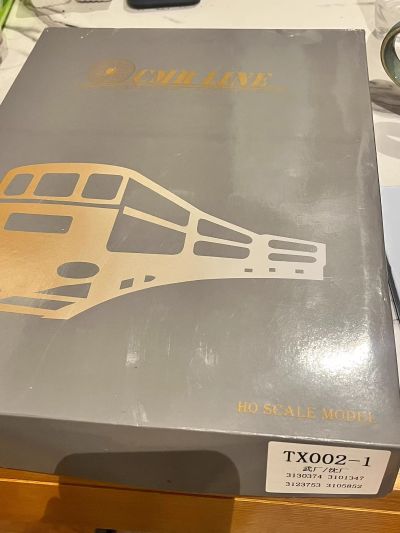 CMR LINE
HO SCALE MODEL
TX002-1
武厂/沈厂
3130374 3101347
3123753 3105852